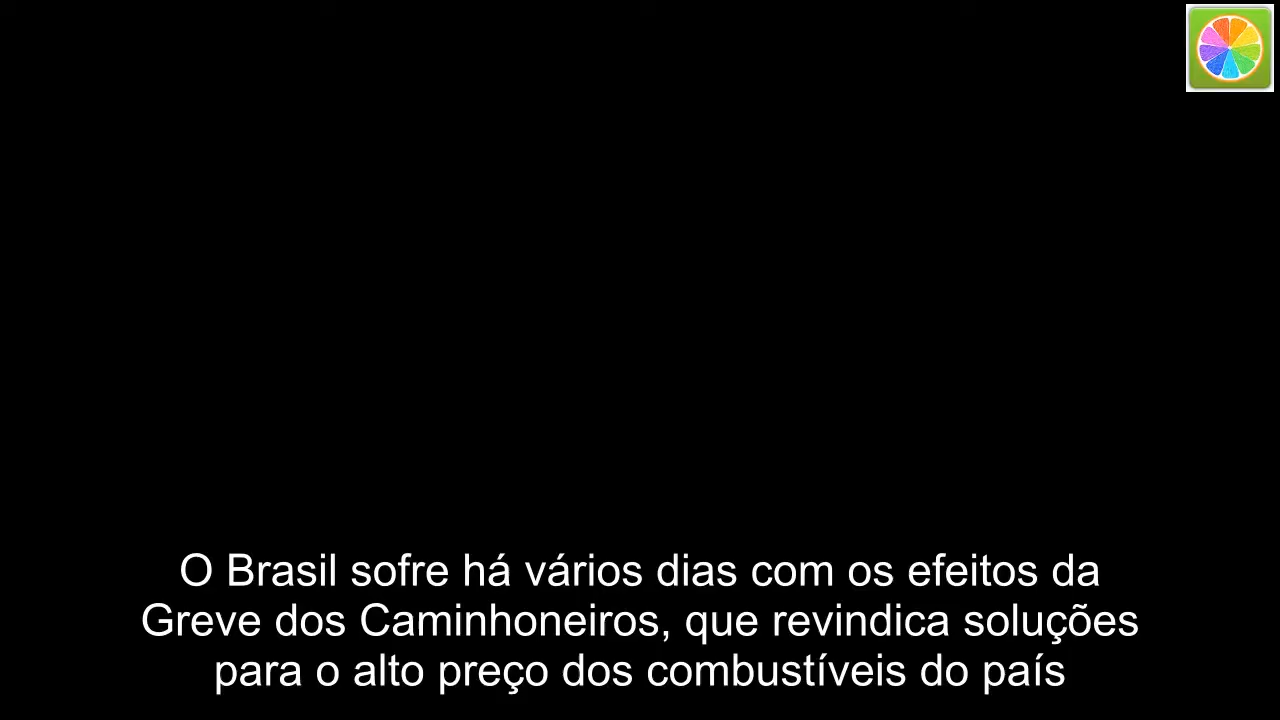 O Brasil sofre há vários dias com os efeitos da
Greve dos Caminhoneiros, que revindica soluções
para o alto preço dos combustíveis do país